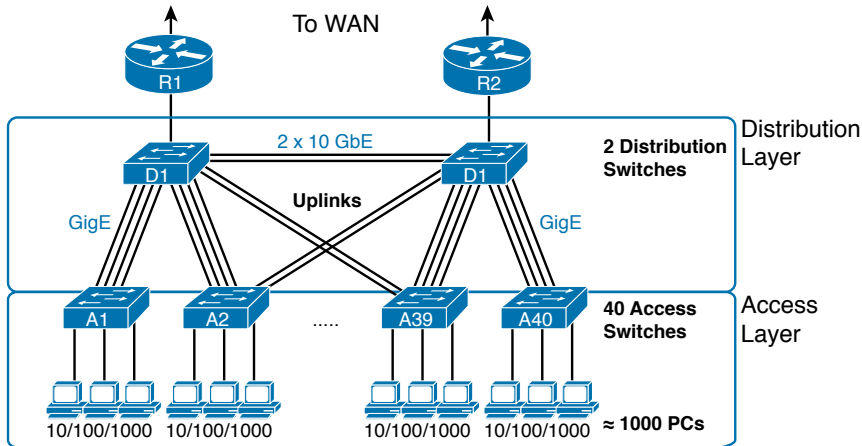 To WAN
R1
R2
Distribution
Layer
2 x 10 GbE
2 Distribution
Switches
D1
D1
Uplinks
GigE
GigE
A1
A2
.....
A39
A40
40 Access
Switches
Access
Layer
10/100/1000
10/100/1000
10/100/1000
10/100/1000
≈ 1000 PCs